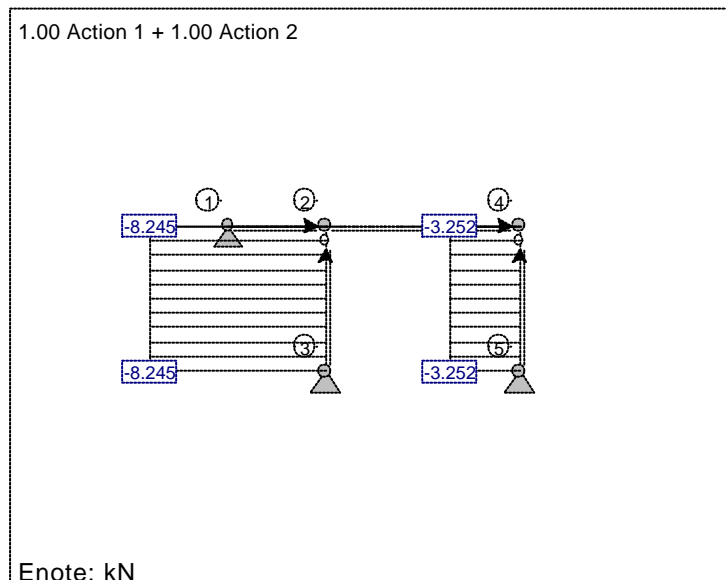 1.00 Action 1 + 1.00 Action 2
1 2 4
-8.245 -3.252
3 5
-8.245 -3.252
Enote: kN